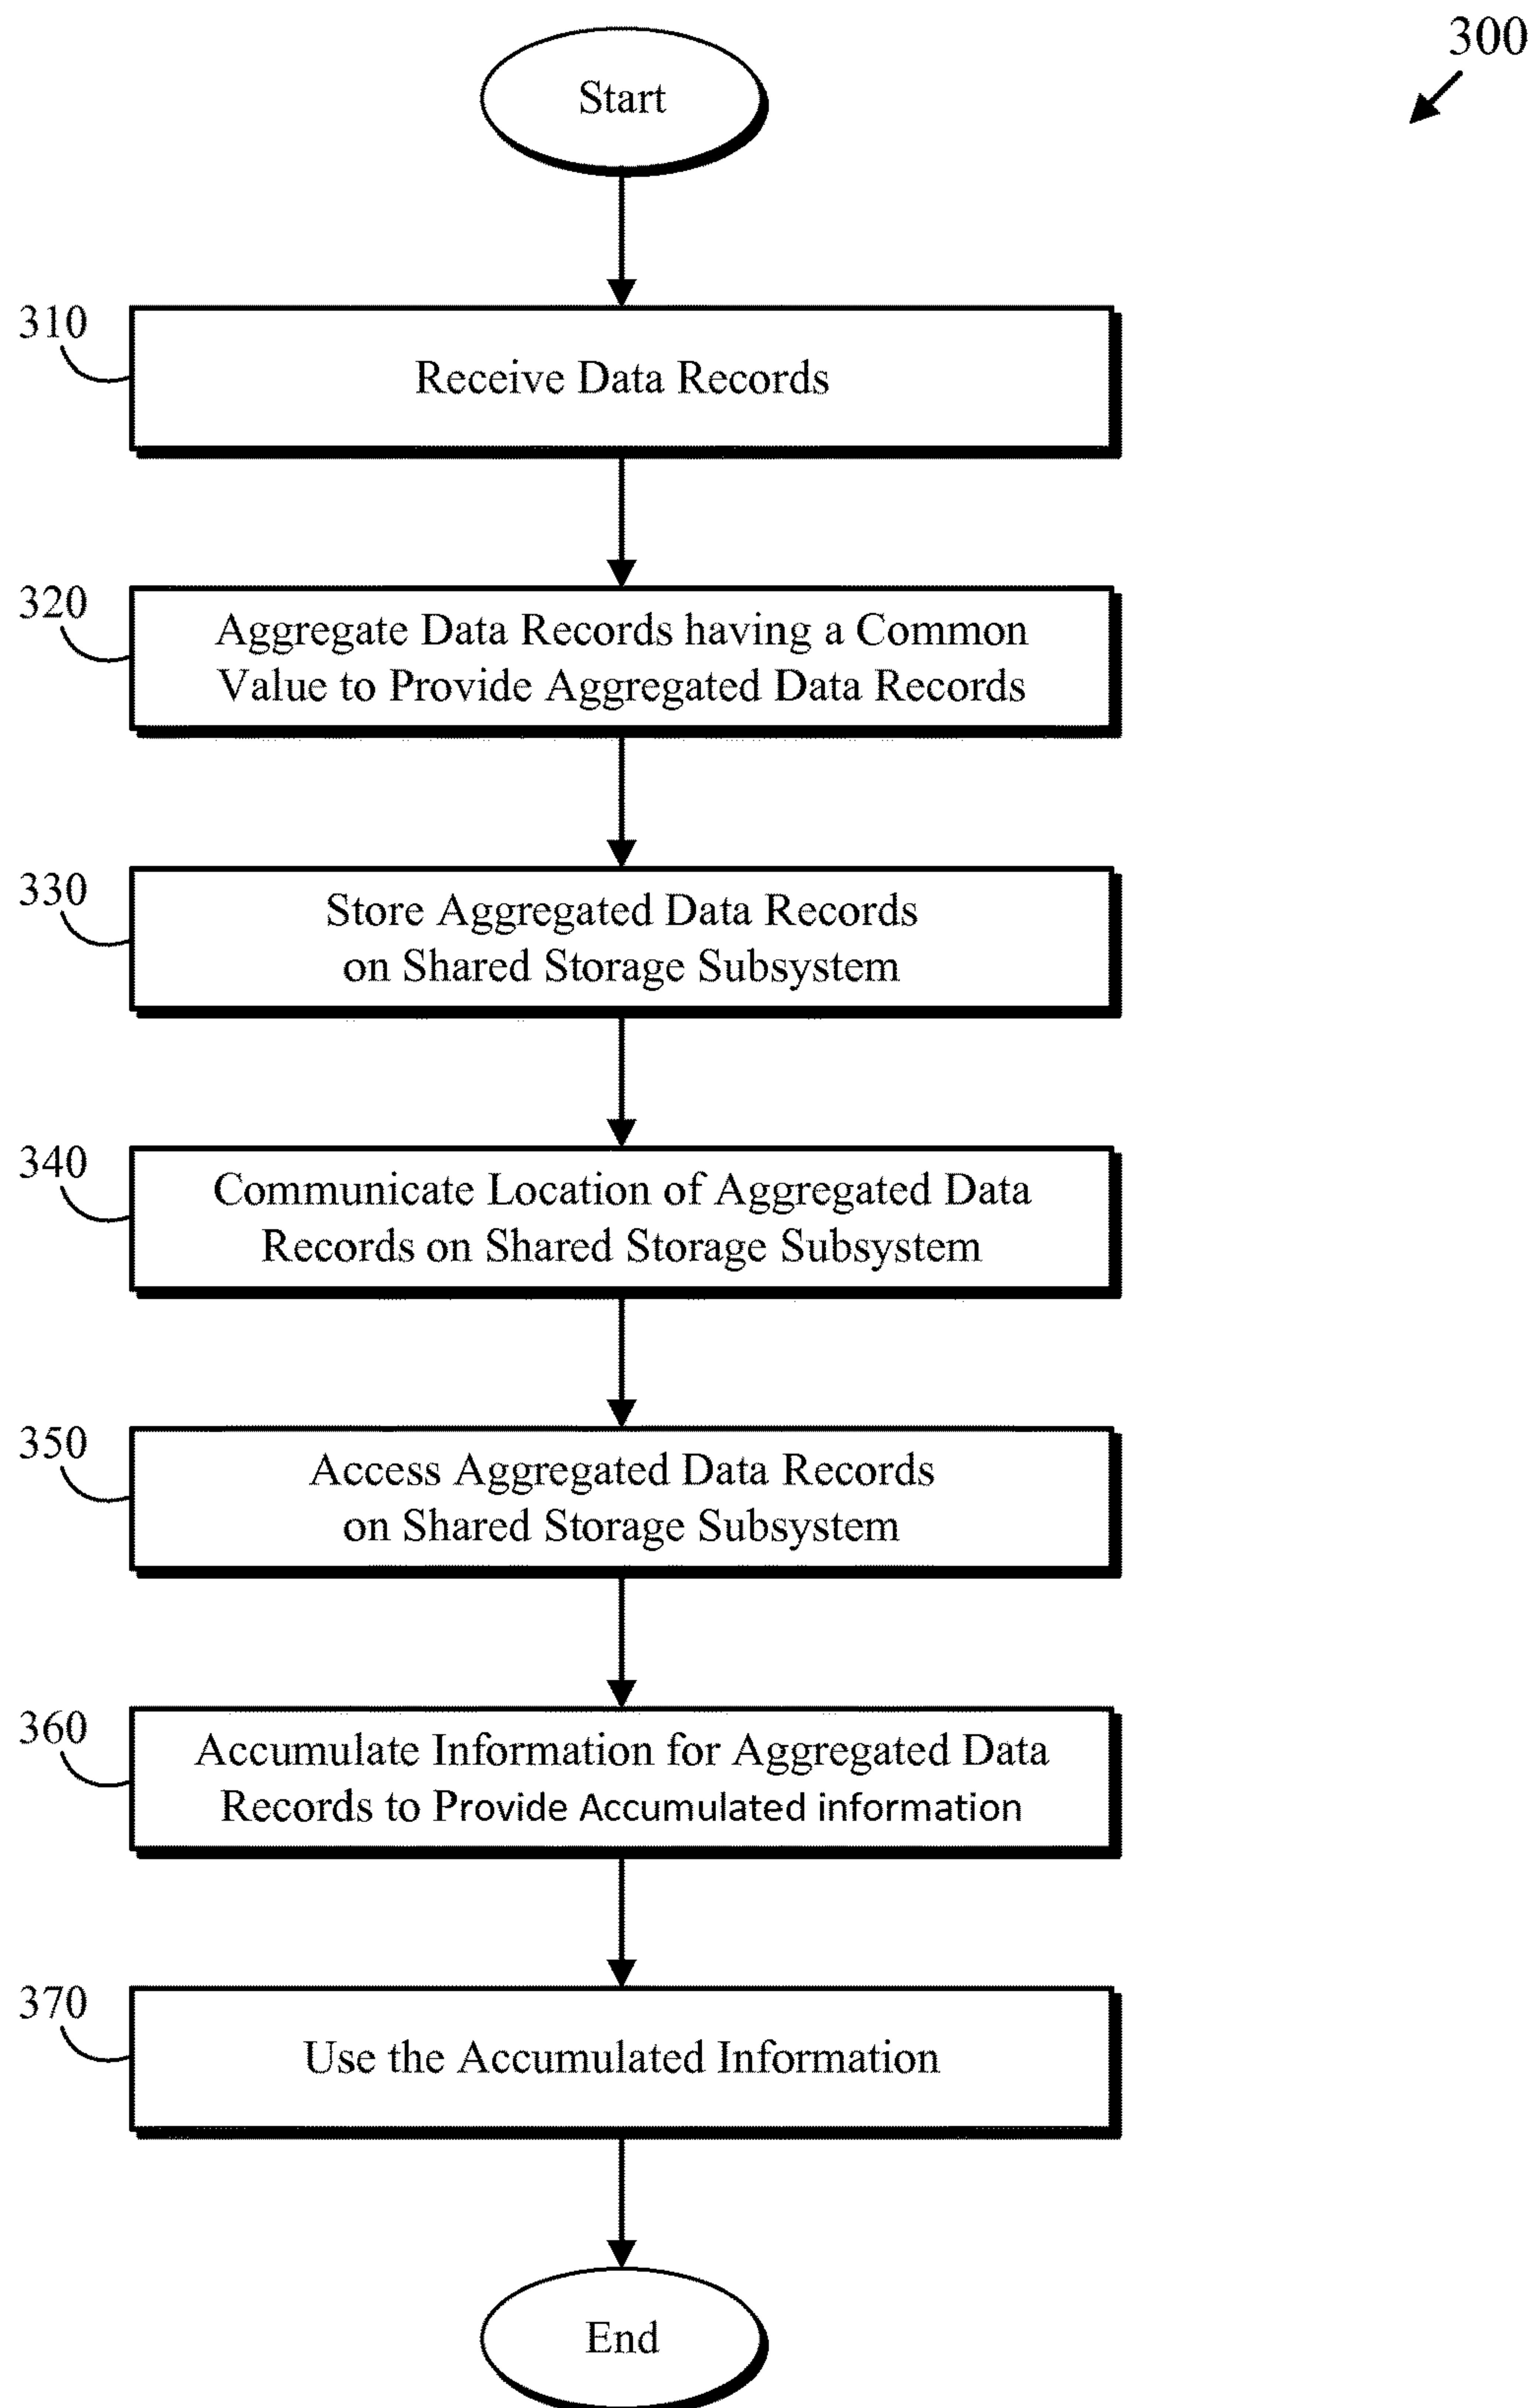 300
Start
310
Receive Data Records
320
Aggregate Data Records having a Common
Value to Provide Aggregated Data Records
330
Store Aggregated Data Records
on Shared Storage Subsystem
340
Communicate Location of Aggregated Data
Records on Shared Storage Subsystem
350
Access Aggregated Data Records
on Shared Storage Subsystem
360
Accumulate Information for Aggregated Data
Records to Provide Accumulated information
370
Use the Accumulated Information
End